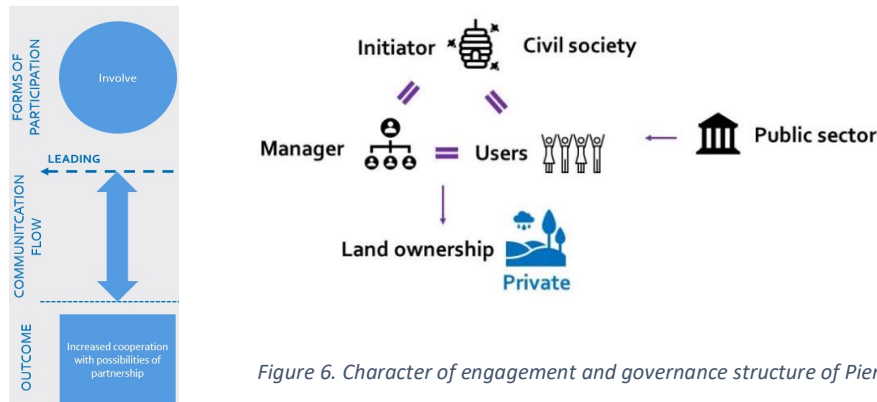 FORMS OF
PARTICIPATION
Involve
LEADING
COMMUNITCATION
FLOW
OUTCOME
Increased cooperation
with possibilities of
partnership
Initiator
Civil society
Manager
Users
Public sector
Land ownership
Private
Figure 6. Character of engagement and governance structure of Pier